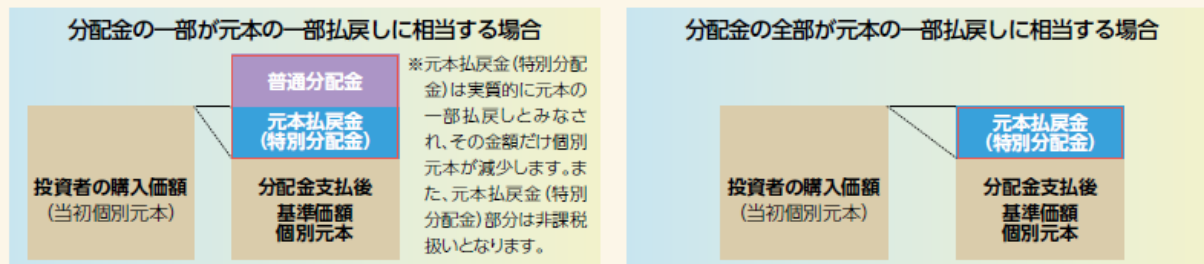 分配金の一部が元本の一部払戻しに相当する場合
普通分配金
元本払戻金
(特別分配金)
投資者の購入価額
(当初個別元本)
分配金支払後
基準価額
個別元本
※元本払戻金(特別分配
金)は実質的に元本の
一部払戻しとみなさ
れ、その金額だけ個別
元本が減少します。ま
た、元本払戻金(特別
分配金)部分は非課税
扱いとなります。
分配金の全部が元本の一部払戻しに相当する場合
元本払戻金
(特別分配金)
投資者の購入価額
(当初個別元本)
分配金支払後
基準価額
個別元本